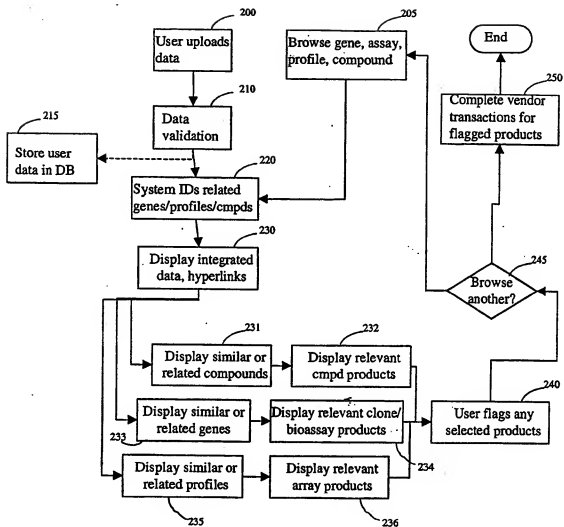 200
User uploads
data
205
Browse gene, assay,
profile, compound
End
210
Data
validation
215
Store user
data in DB
250
Complete vendor
transactions for
flagged products
220
System IDs related
genes/profiles/cmpds
230
Display integrated
data, hyperlinks
245
Browse
another?
231
Display similar or
related compounds
232
Display relevant
cmpd products
233
Display similar or
related genes
Display relevant clone/
bioassay products
234
240
User flags any
selected products
Display similar or
related profiles
235
Display relevant
array products
236